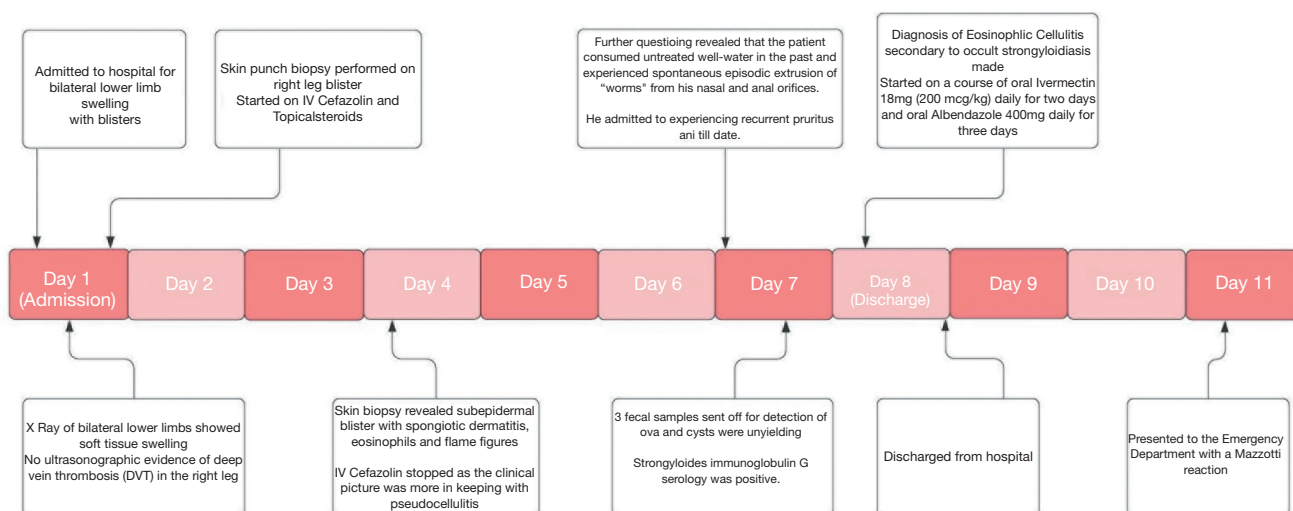 Admitted to hospital for
bilateral lower limb
swelling
with blisters
Skin punch biopsy performed on
right leg blister
Started on IV Cefazolin and
Topicalsteroids
Further questioing revealed that the patient
consumed untreated well-water in the past and
experienced spontaneous episodic extrusion of
“worms" from his nasal and anal orifices.
He admitted to experiencing recurrent pruritus
ani till date.
Diagnosis of Eosinophlic Cellulitis
secondary to occult strongyloidiasis
made
Started on a course of oral Ivermectin
18mg (200 mcg/kg) daily for two days
and oral Albendazole 400mg daily for
three days
Day 1
(Admission)
Day 2
Day 3
Day 4
Day 5
Day 6
Day 7
Day 8
(Discharge)
Day 9
Day 10
Day 11
X Ray of bilateral lower limbs showed
soft tissue swelling
No ultrasonographic evidence of deep
vein thrombosis (DVT) in the right leg
Skin biopsy revealed subepidermal
blister with spongiotic dermatitis,
eosinophils and flame figures
IV Cefazolin stopped as the clinical
picture was more in keeping with
pseudocellulitis
3 fecal samples sent off for detection of
ova and cysts were unyielding
Strongyloides immunoglobulin G
serology was positive.
Discharged from hospital
Presented to the Emergency
Department with a Mazzotti
reaction